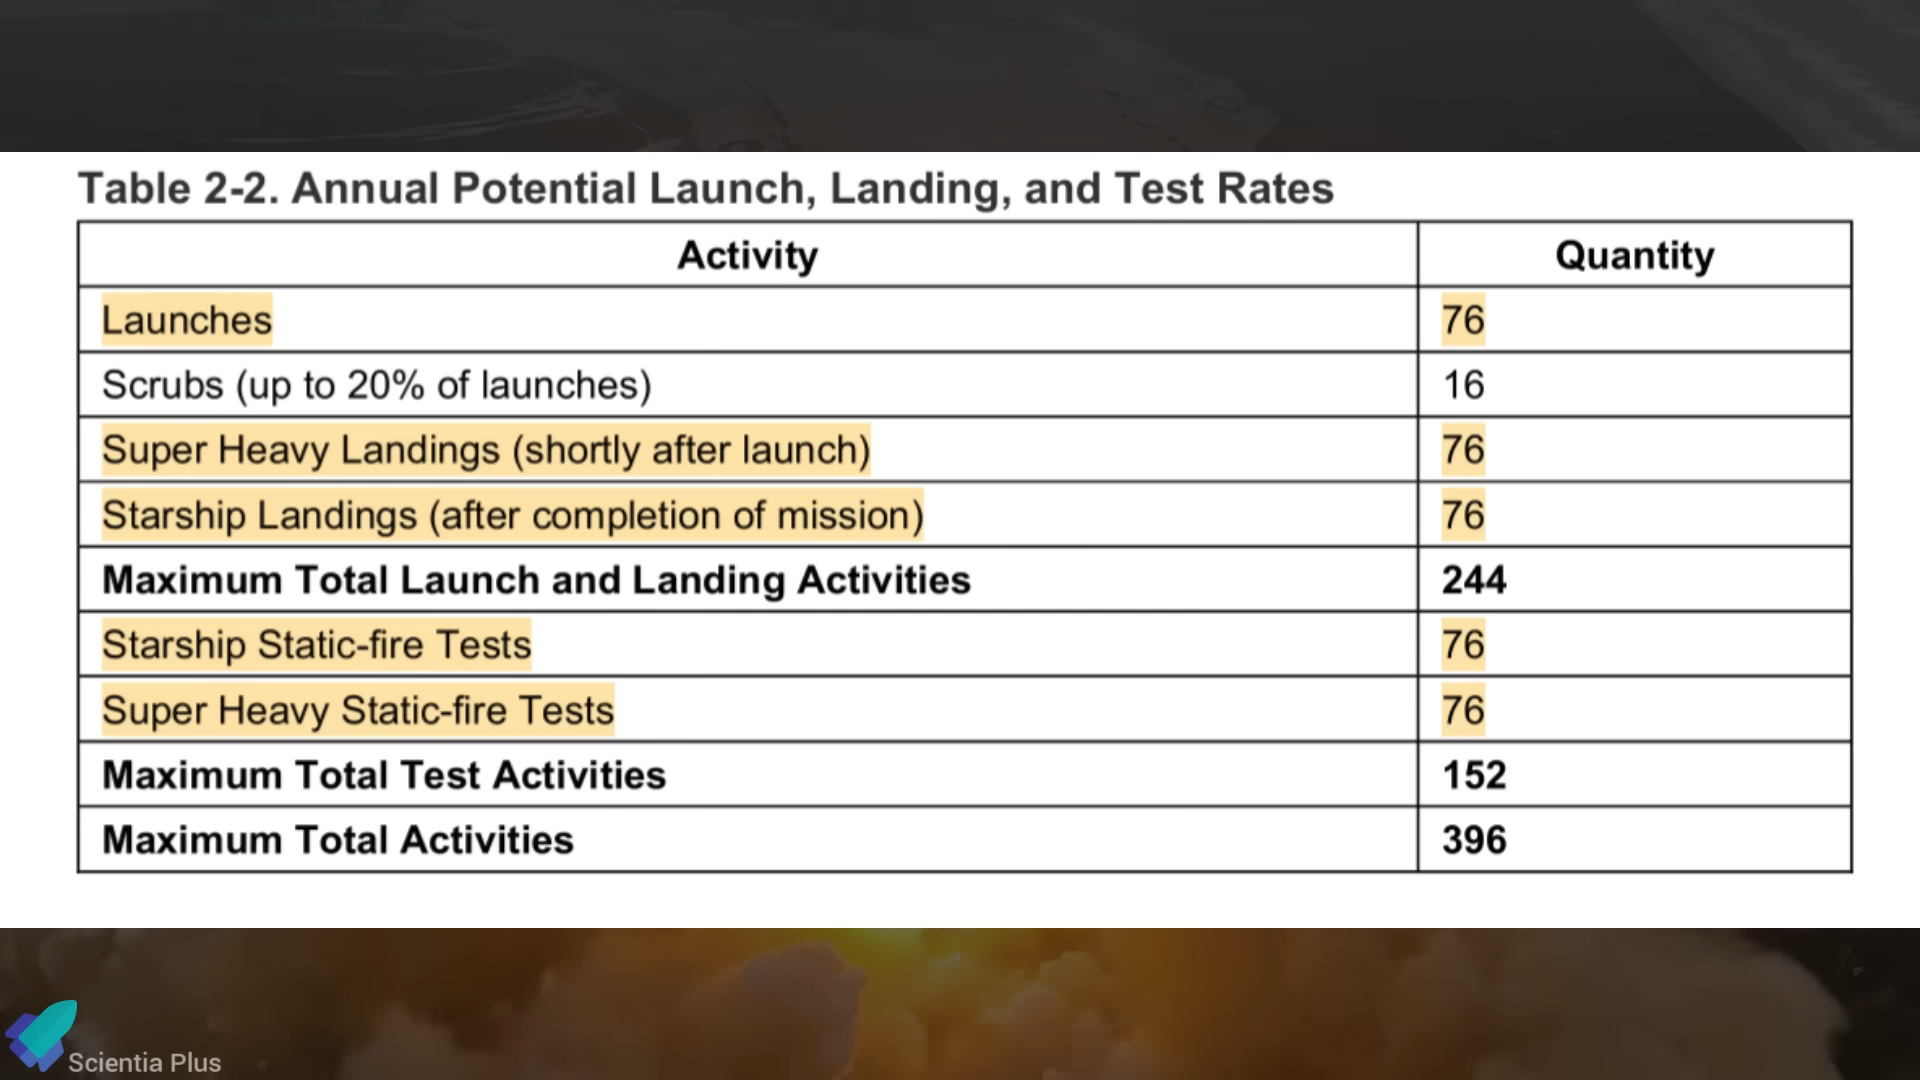 Table 2-2. Annual Potential Launch, Landing, and Test Rates
Activity Quantity
Launches 76
Scrubs (up to 20% of launches) 16
Super Heavy Landings (shortly after launch) 76
Starship Landings (after completion of mission) 76
Maximum Total Launch and Landing Activities 244
Starship Static-fire Tests 76
Super Heavy Static-fire Tests 76
Maximum Total Test Activities 152
Maximum Total Activities 396
Scientia Plus